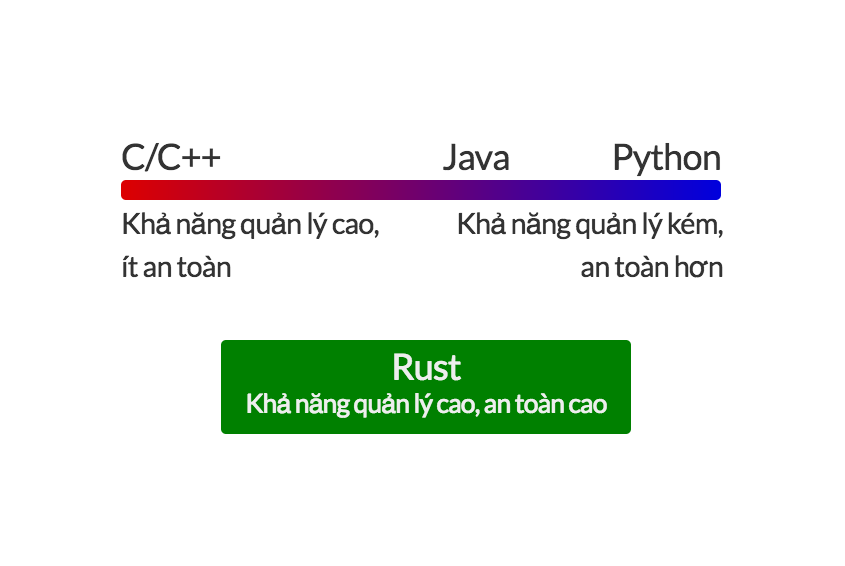 C/C++ Java Python
Khả năng quản lý cao, Khả năng quản lý kém,
ít an toàn an toàn hơn
Rust
Khả năng quản lý cao, an toàn cao